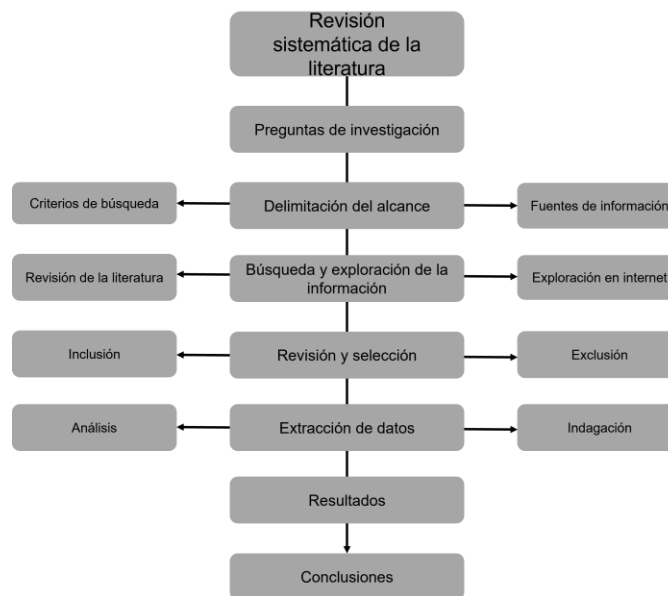 Revisión
sistemática de la
literatura
Preguntas de investigación
Criterios de búsqueda
Delimitación del alcance
Fuentes de información
Revisión de la literatura
Búsqueda y exploración de la
información
Exploración en internet
Inclusión
Revisión y selección
Exclusión
Análisis
Extracción de datos
Indagación
Resultados
Conclusiones